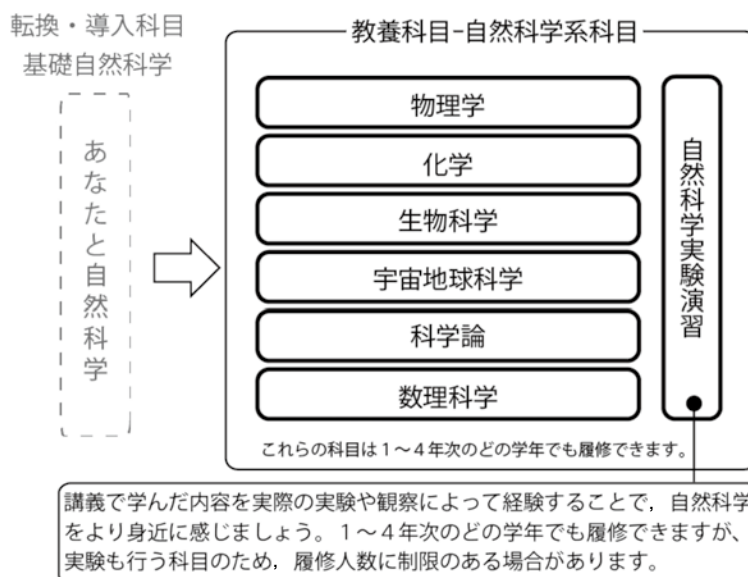 転換・導入科目
基礎自然科学
あなたと自然科学
教養科目-自然科学系科目
物理学
化学
生物科学
宇宙地球科学
科学論
数理科学
自然科学実験演習
これらの科目は1〜4年次のどの学年でも履修できます。
講義で学んだ内容を実際の実験や観察によって経験することで，自然科学
をより身近に感じましょう。1〜4年次のどの学年でも履修できますが、
実験も行う科目のため，履修人数に制限のある場合があります。